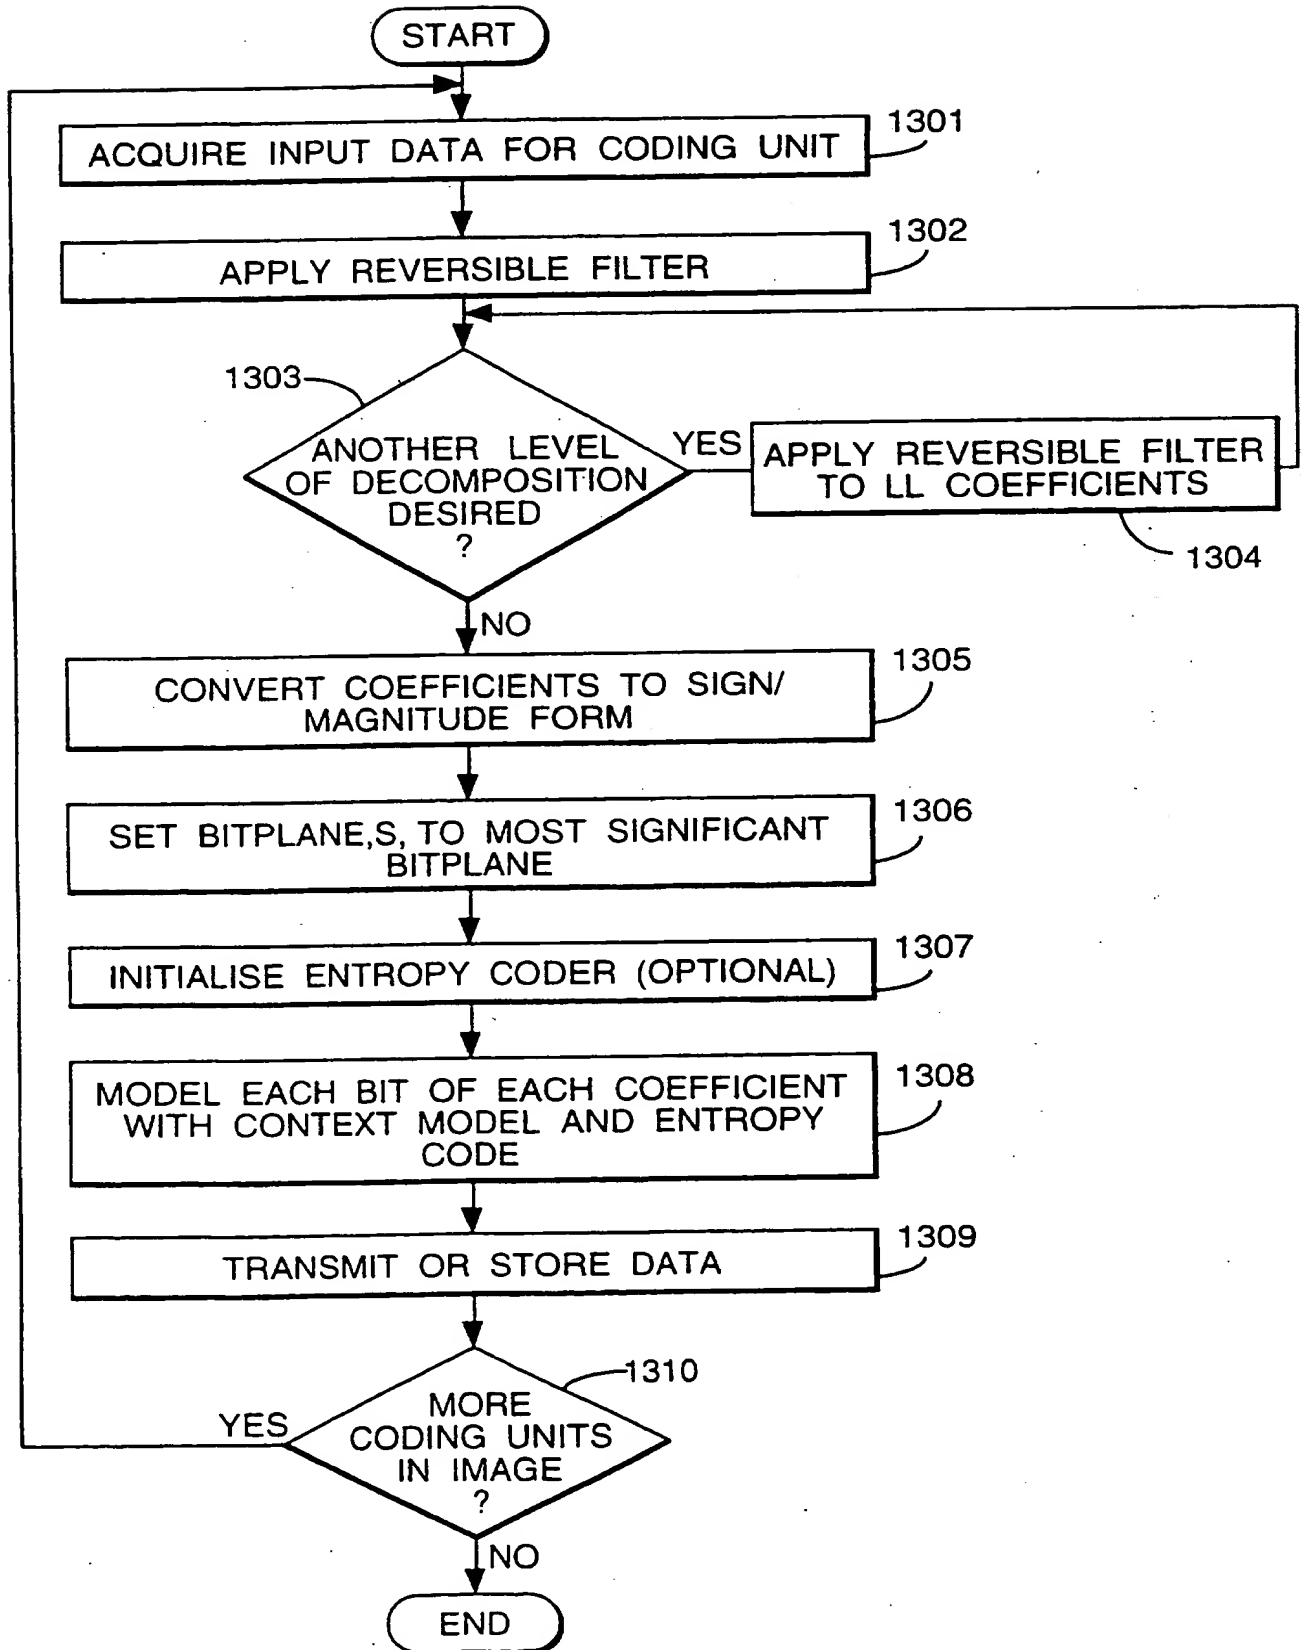 START
ACQUIRE INPUT DATA FOR CODING UNIT
1301
APPLY REVERSIBLE FILTER
1302
1303
ANOTHER LEVEL
OF DECOMPOSITION
DESIRED
?
YES
APPLY REVERSIBLE FILTER
TO LL COEFFICIENTS
1304
NO
CONVERT COEFFICIENTS TO SIGN/
MAGNITUDE FORM
1305
SET BITPLANE,S, TO MOST SIGNIFICANT
BITPLANE
1306
INITIALISE ENTROPY CODER (OPTIONAL)
1307
MODEL EACH BIT OF EACH COEFFICIENT
WITH CONTEXT MODEL AND ENTROPY
CODE
1308
TRANSMIT OR STORE DATA
1309
1310
MORE
CODING UNITS
IN IMAGE
?
YES
NO
END